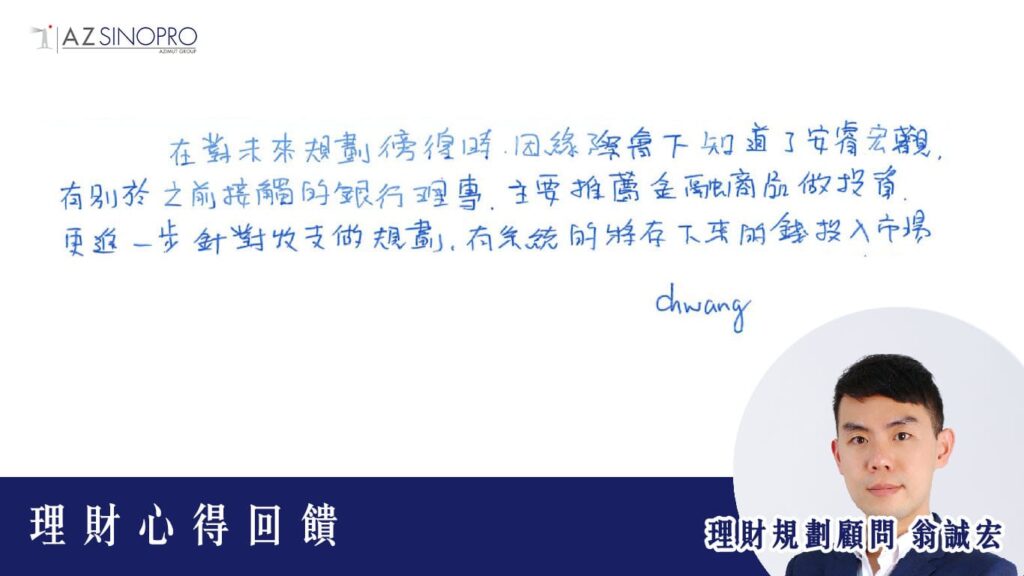 AZ SINOPRO
AZIMUT GROUP
在對未來規劃徬徨時.因緣際會下知道了安睿宏觀,
有別於之前接觸的銀行理專.主要推薦金融商品做投資.
更進一步針對收支做規劃.有系統的將存下來的錢投入市場
chwang
理財心得回饋
理財規劃顧問 翁誠宏